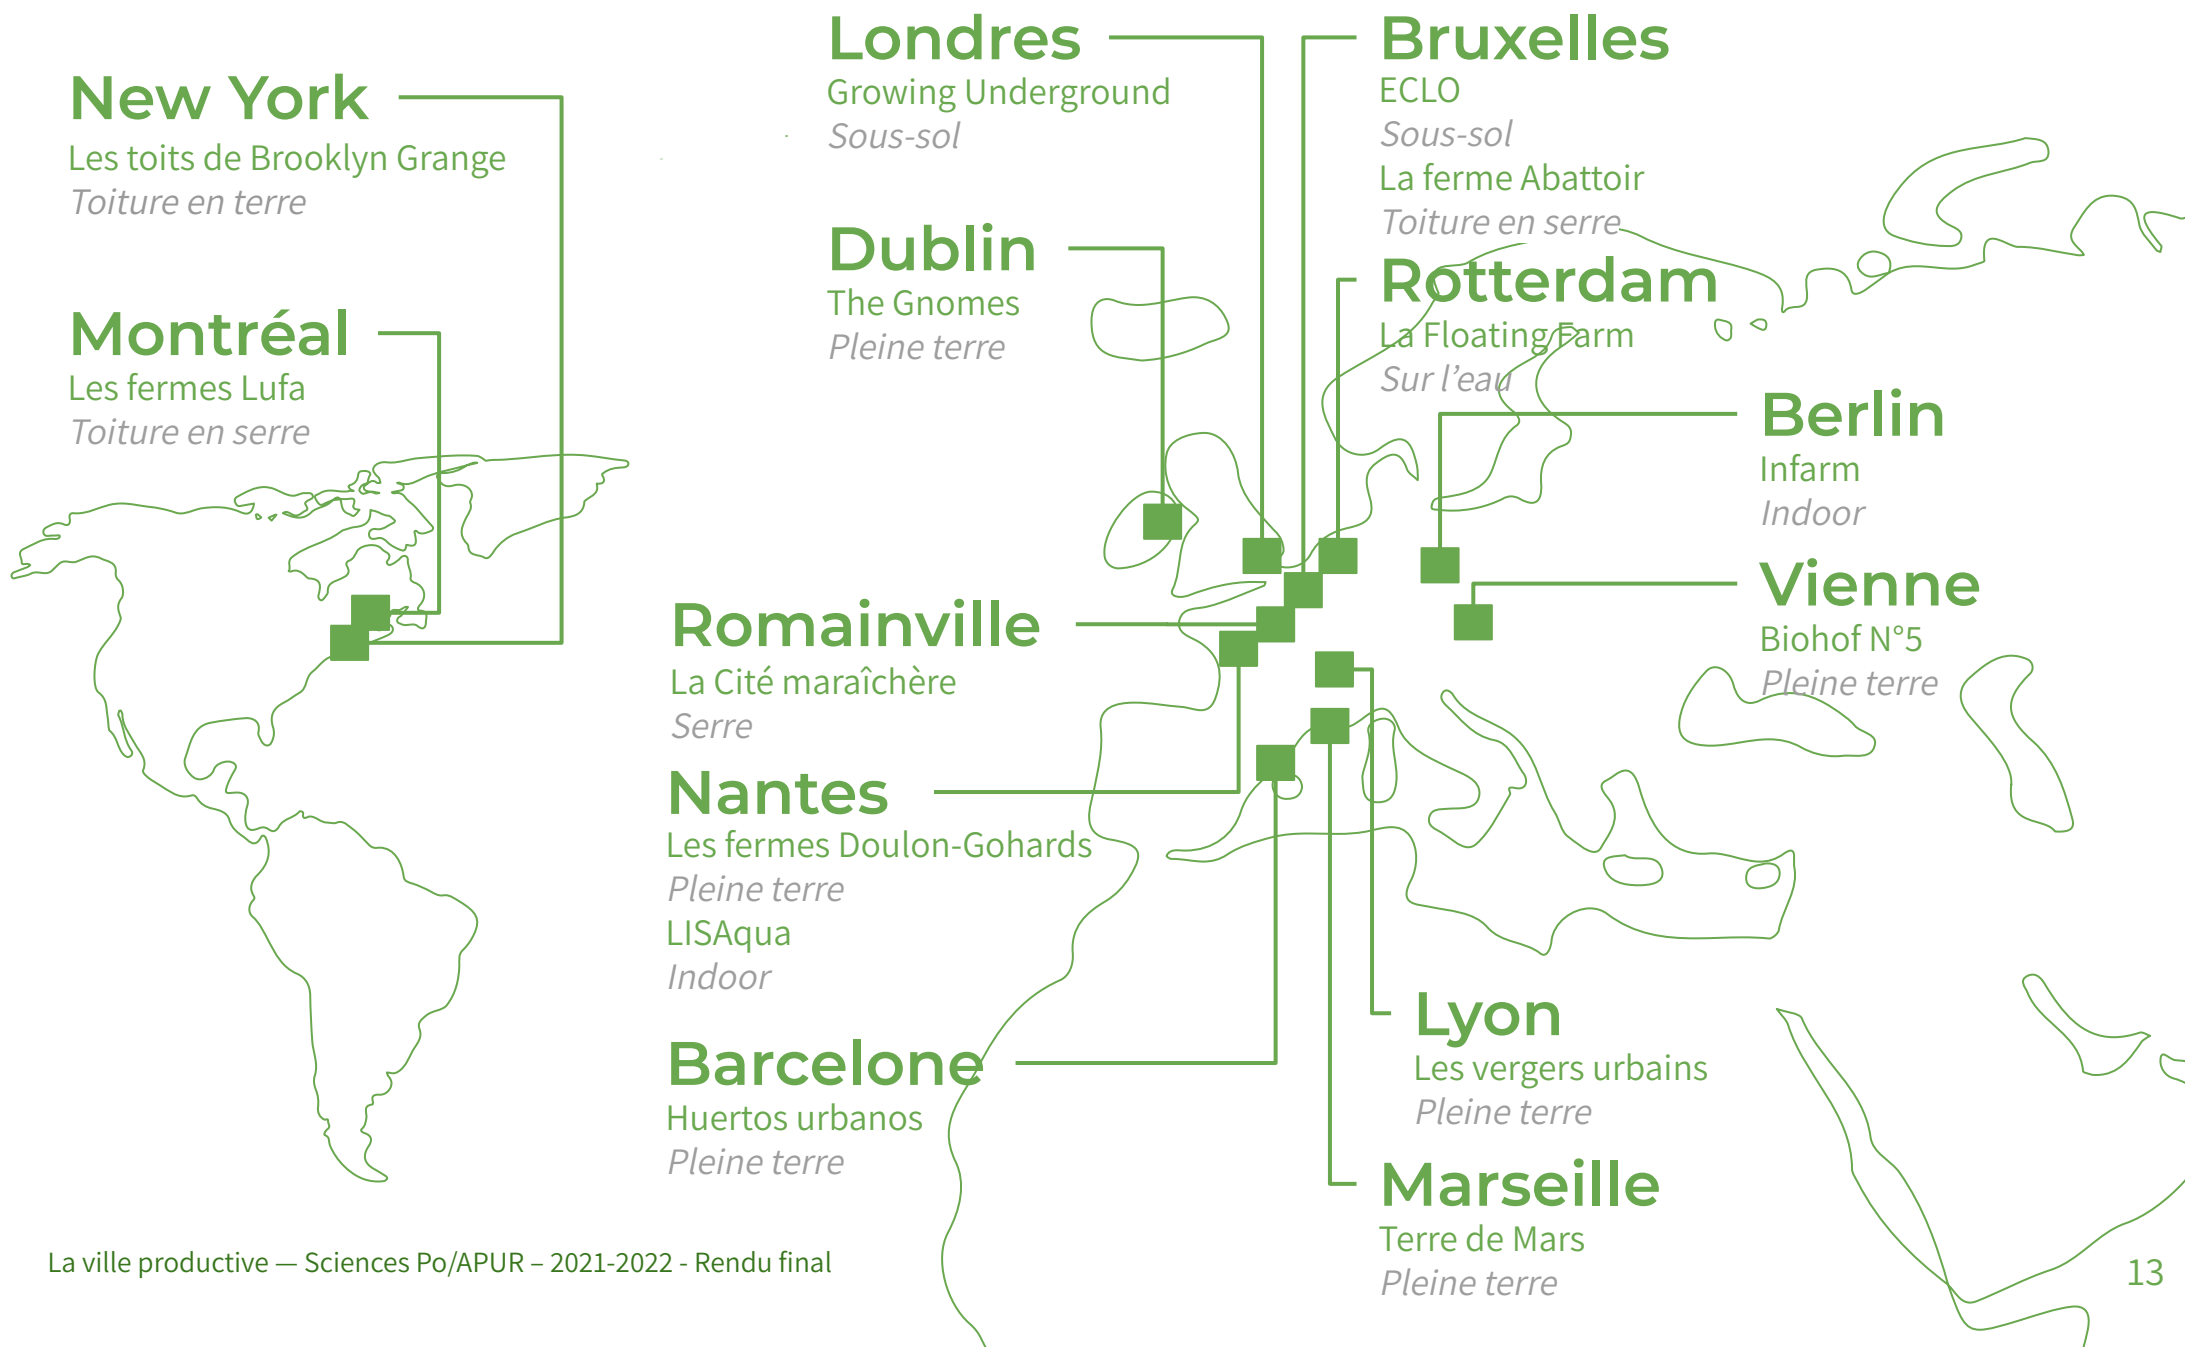 New York
Les toits de Brooklyn Grange
Toiture en terre
Montréal
Les fermes Lufa
Toiture en serre
Londres
Growing Underground
Sous-sol
Dublin
The Gnomes
Pleine terre
Bruxelles
ECLO
Sous-sol
La ferme Abattoir
Toiture en serre
Rotterdam
La Floating Farm
Sur l'eau
Berlin
Infarm
Indoor
Vienne
Biohof N°5
Pleine terre
Romainville
La Cité maraîchère
Serre
Nantes
Les fermes Doulon-Gohards
Pleine terre
LISAqua
Indoor
Barcelone
Huertos urbanos
Pleine terre
Lyon
Les vergers urbains
Pleine terre
Marseille
Terre de Mars
Pleine terre
La ville productive — Sciences Po/APUR – 2021-2022 - Rendu final
13